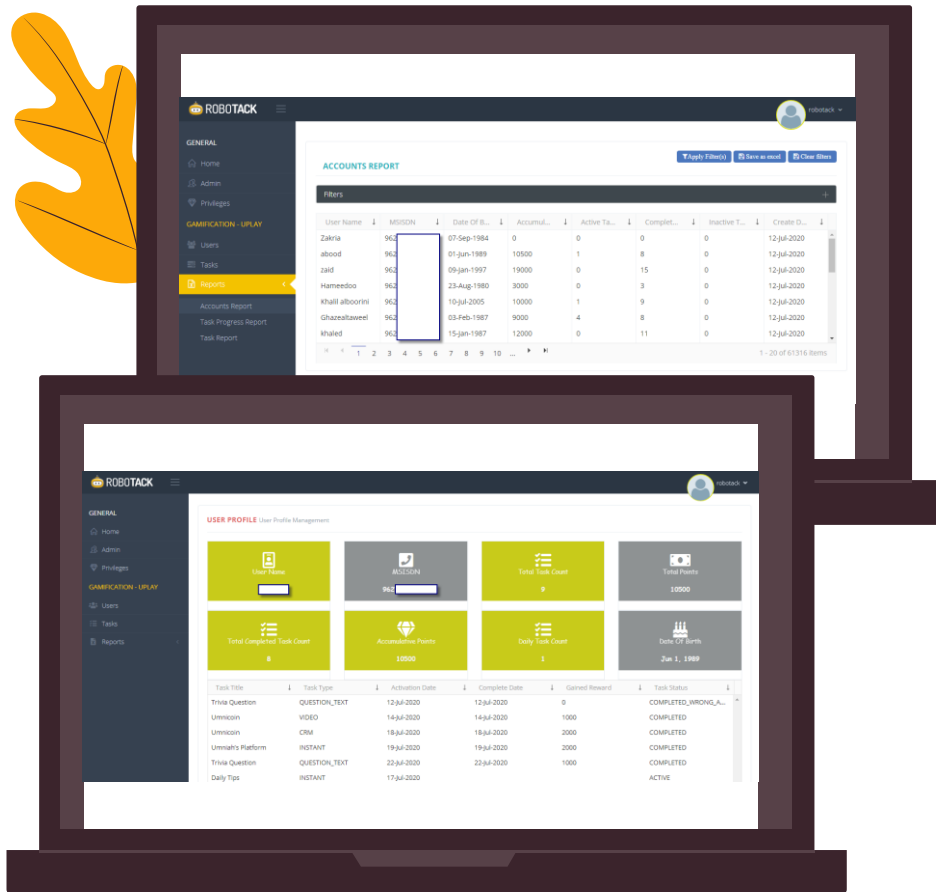 ROBOTACK
robotack
GENERAL
Home
Admin
Privileges
GAMIFICATION - UPLAY
Users
Tasks
Reports
Accounts Report
Task Progress Report
Task Report
ACCOUNTS REPORT
Apply Filter(s) Save as excel Clear filters
Filters +
User Name MSISDN Date Of B... Accumul... Active Ta... Complet... Inactive T... Create D...
Zakria 962 07-Sep-1984 0 0 0 0 12-Jul-2020
abood 962 01-Jun-1989 10500 1 8 0 12-Jul-2020
zaid 962 09-Jan-1997 19000 0 15 0 12-Jul-2020
Hameedoo 962 23-Aug-1980 3000 0 3 0 12-Jul-2020
Khalil alboorini 962 10-Jul-2005 10000 1 9 0 12-Jul-2020
Ghazealtaweel 962 03-Feb-1987 9000 4 8 0 12-Jul-2020
khaled 962 15-Jan-1987 12000 0 11 0 12-Jul-2020
1 2 3 4 5 6 7 8 9 10 ... 1 - 20 of 61316 items
ROBOTACK
robotack
GENERAL
Home
Admin
Privileges
GAMIFICATION - UPLAY
Users
Tasks
Reports
USER PROFILE User Profile Management
User Name MSISDN Total Task Count Total Points
962 9 10500
Total Completed Task Count Accumulative Points Daily Task Count Date Of Birth
8 10500 1 Jun 1, 1989
Task Title Task Type Activation Date Complete Date Gained Reward Task Status
Trivia Question QUESTION_TEXT 12-Jul-2020 12-Jul-2020 0 COMPLETED_WRONG_A...
Umnicoin VIDEO 14-Jul-2020 14-Jul-2020 1000 COMPLETED
Umnicoin CRM 18-Jul-2020 18-Jul-2020 2000 COMPLETED
Umniah's Platform INSTANT 19-Jul-2020 19-Jul-2020 2000 COMPLETED
Trivia Question QUESTION_TEXT 22-Jul-2020 22-Jul-2020 1000 COMPLETED
Daily Tips INSTANT 17-Jul-2020 ACTIVE